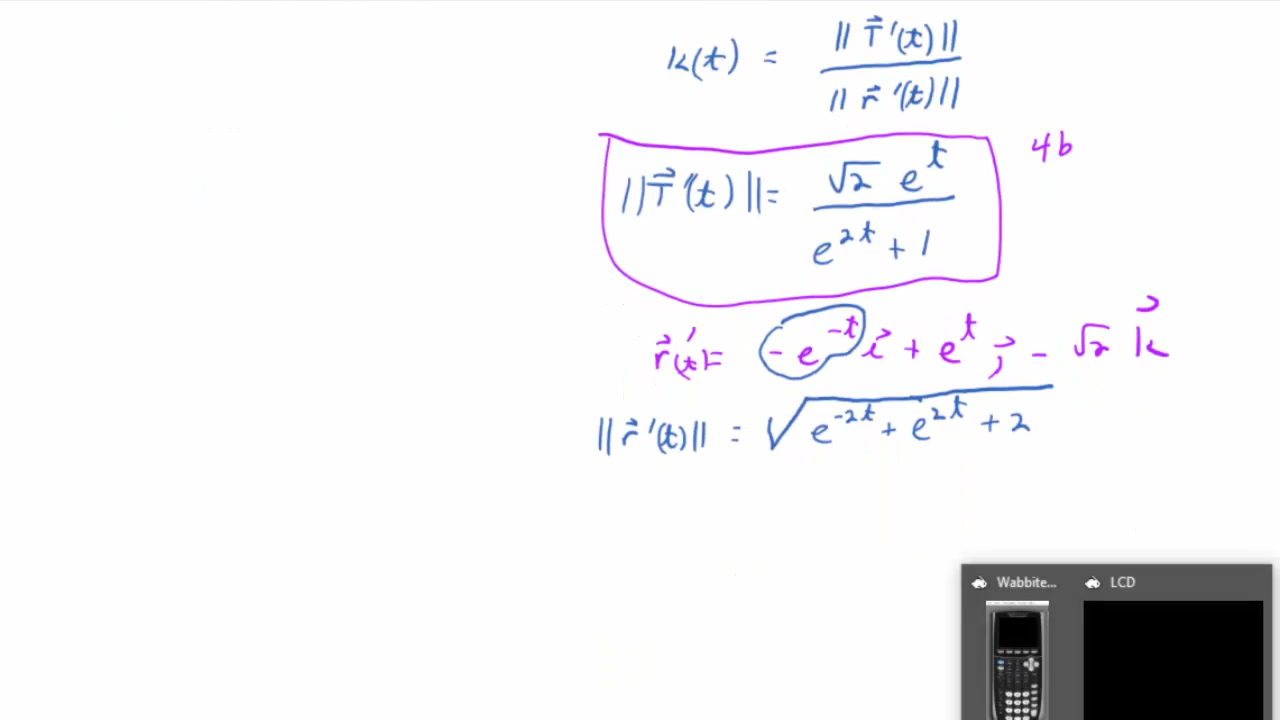 k(t) = ||T⃗'(t)|| / ||r⃗'(t)||
4b
||T⃗'(t)|| = √2 e^t / (e^{2t} + 1)
r⃗'(t) = -e^{-t} i⃗ + e^t j⃗ - √2 k⃗
||r⃗'(t)|| = √(e^{-2t} + e^{2t} + 2)
Wabbite... LCD